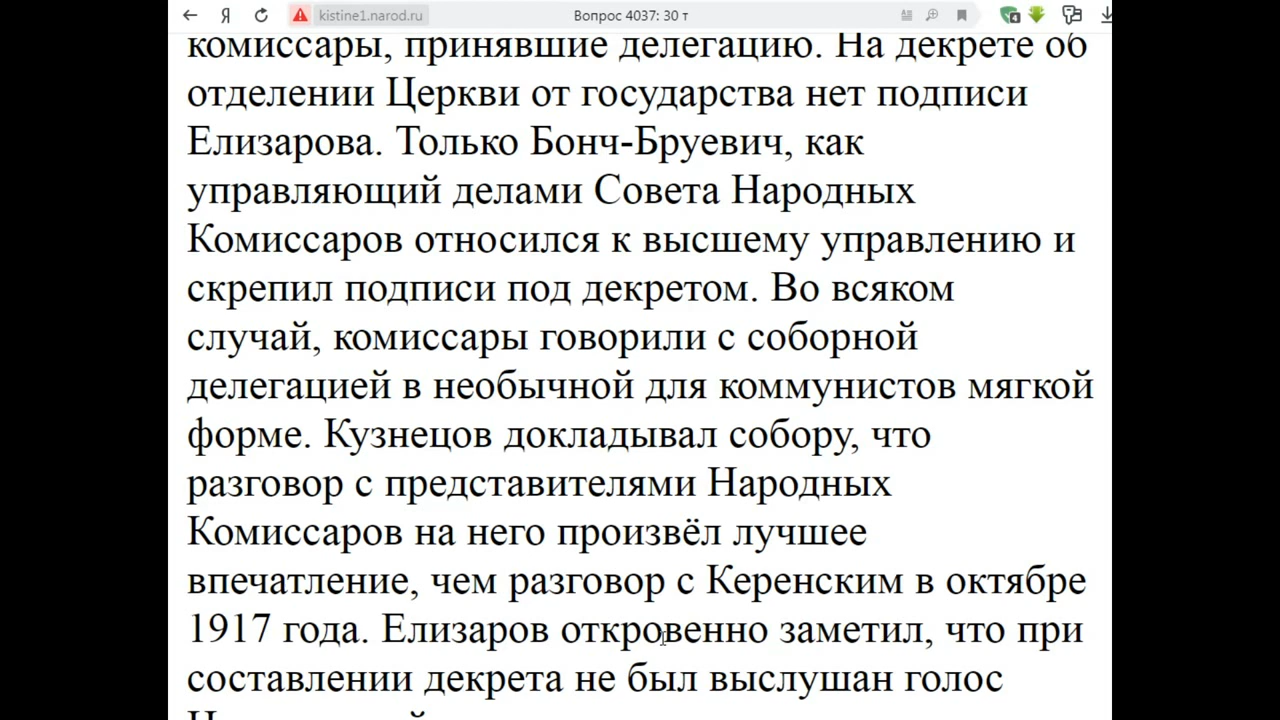 kistine1.narod.ru
Вопрос 4037: 30 т
комиссары, принявшие делегацию. На декрете об
отделении Церкви от государства нет подписи
Елизарова. Только Бонч-Бруевич, как
управляющий делами Совета Народных
Комиссаров относился к высшему управлению и
скрепил подписи под декретом. Во всяком
случай, комиссары говорили с соборной
делегацией в необычной для коммунистов мягкой
форме. Кузнецов докладывал собору, что
разговор с представителями Народных
Комиссаров на него произвёл лучшее
впечатление, чем разговор с Керенским в октябре
1917 года. Елизаров откровенно заметил, что при
составлении декрета не был выслушан голос